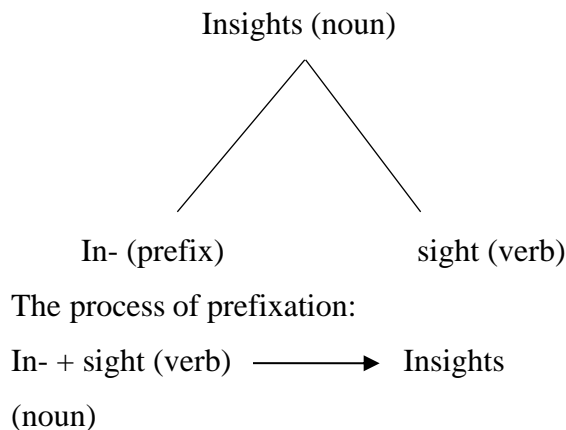 Insights (noun)
In- (prefix) sight (verb)
The process of prefixation:
In- + sight (verb) Insights
(noun)